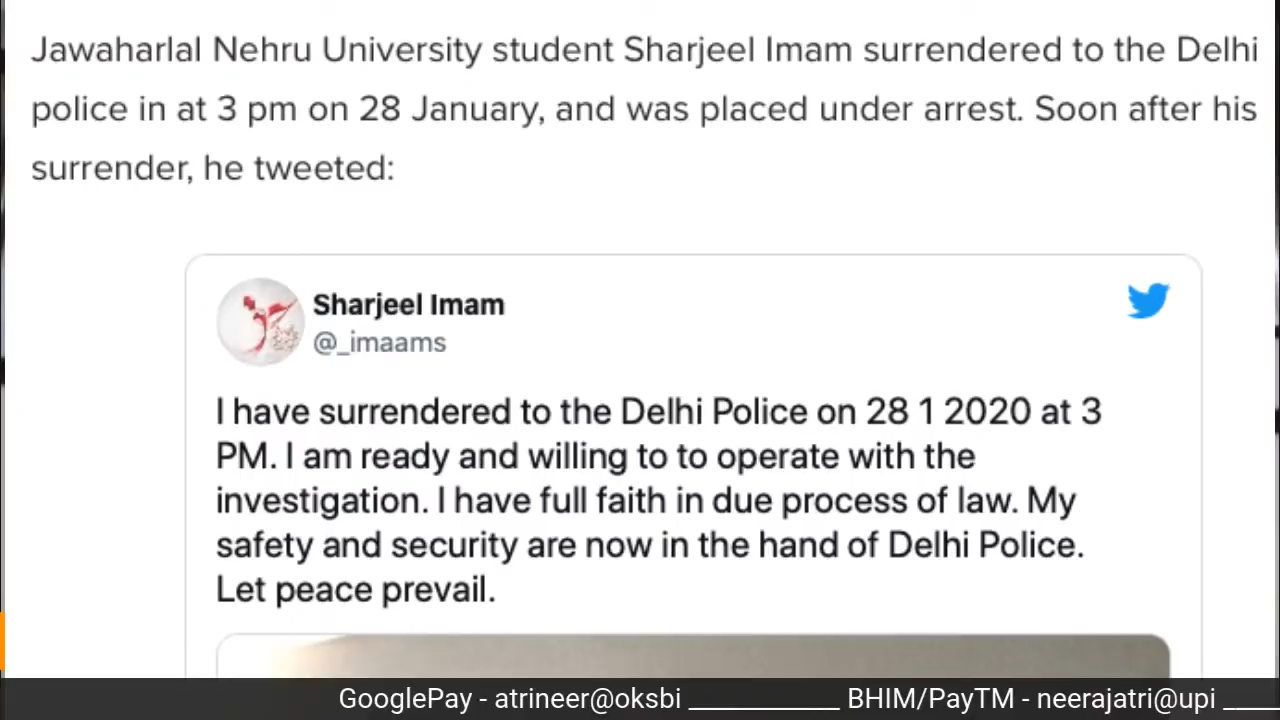 Jawaharlal Nehru University student Sharjeel Imam surrendered to the Delhi
police in at 3 pm on 28 January, and was placed under arrest. Soon after his
surrender, he tweeted:
Sharjeel Imam
@_imaams
I have surrendered to the Delhi Police on 28 1 2020 at 3
PM. I am ready and willing to to operate with the
investigation. I have full faith in due process of law. My
safety and security are now in the hand of Delhi Police.
Let peace prevail.
GooglePay - atrineer@oksbi ___________ BHIM/PayTM - neerajatri@upi ____